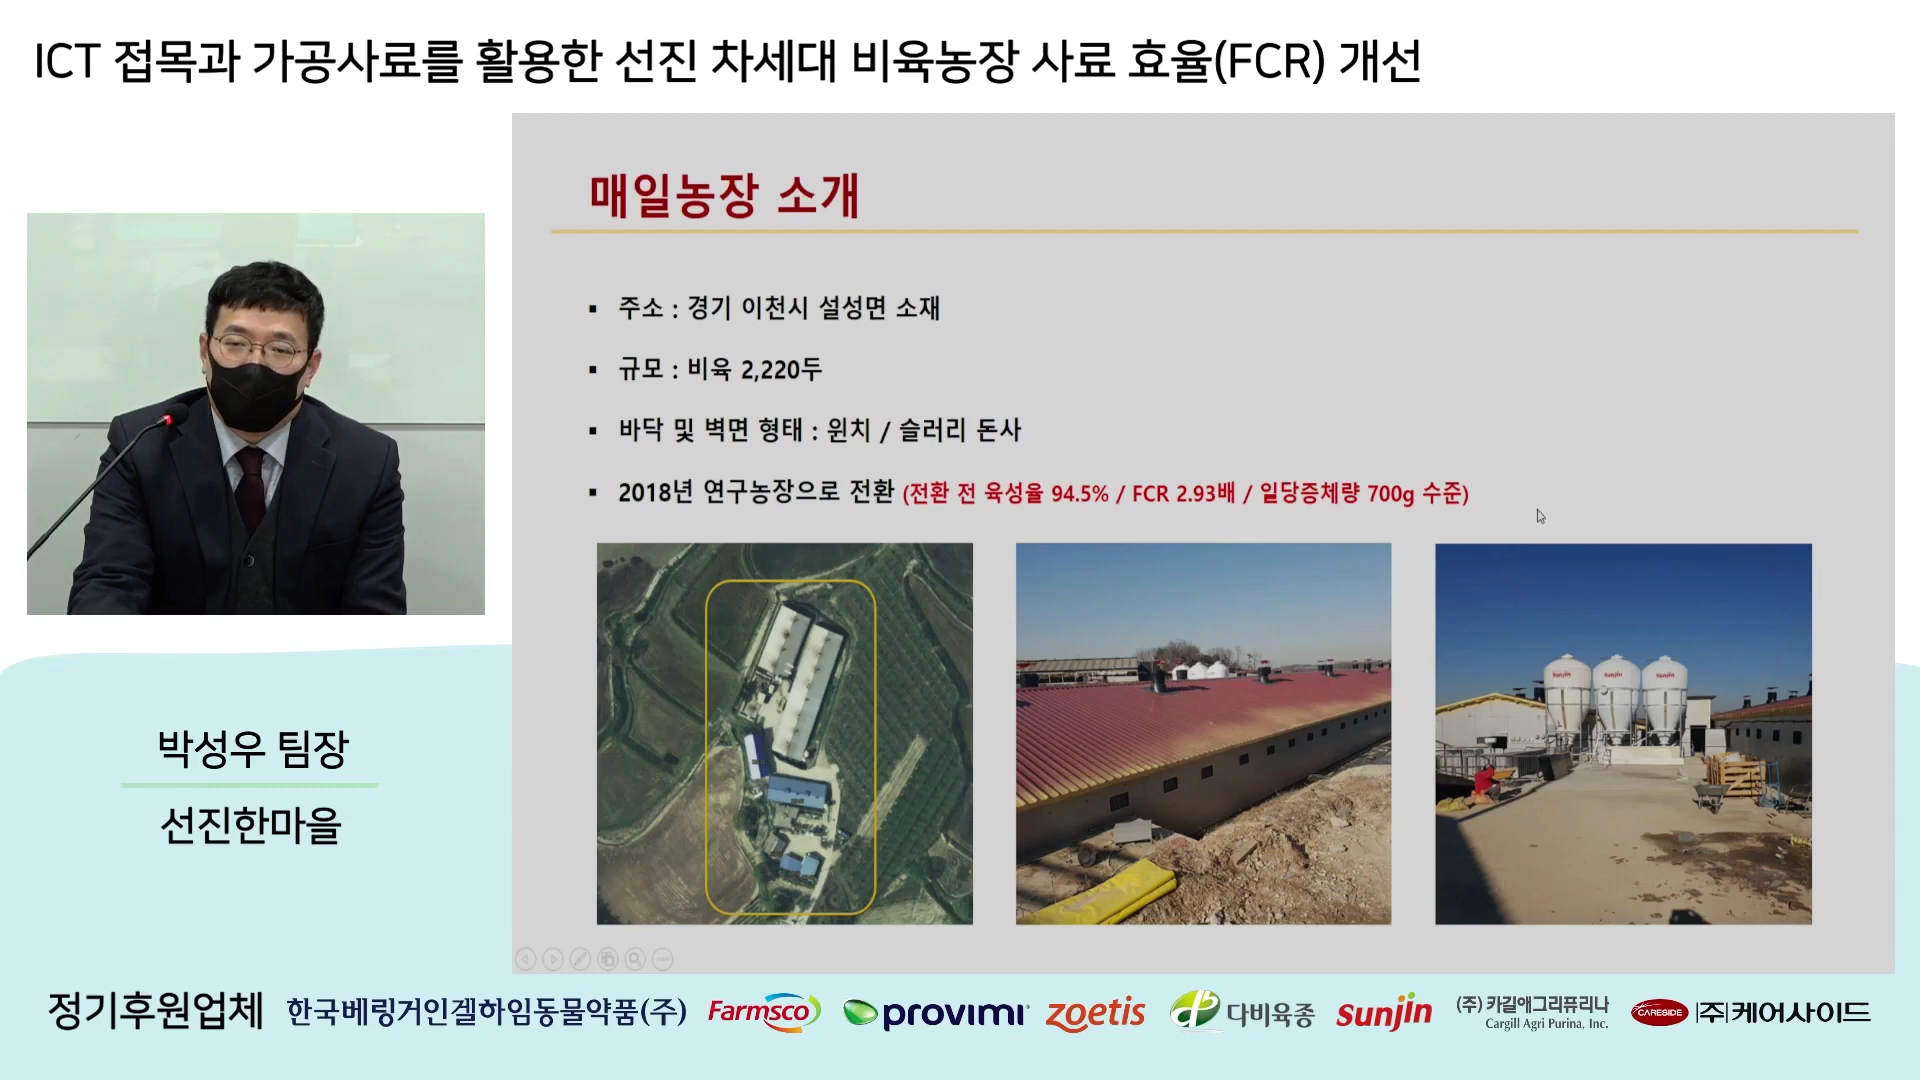 ICT 접목과 가공사료를 활용한 선진 차세대 비육농장 사료 효율(FCR) 개선
매일농장 소개
▪ 주소 : 경기 이천시 설성면 소재
▪ 규모 : 비육 2,220두
▪ 바닥 및 벽면 형태 : 윈치 / 슬러리 돈사
▪ 2018년 연구농장으로 전환 (전환 전 육성율 94.5% / FCR 2.93배 / 일당증체량 700g 수준)
sunjin sunjin sunjin
박성우 팀장
선진한마을
정기후원업체 한국베링거인겔하임동물약품(주) Farmsco provimi zoetis 다비육종 sunjin (주) 카길애그리퓨리나 Cargill Agri Purina, Inc. CARESIDE (주)케어사이드